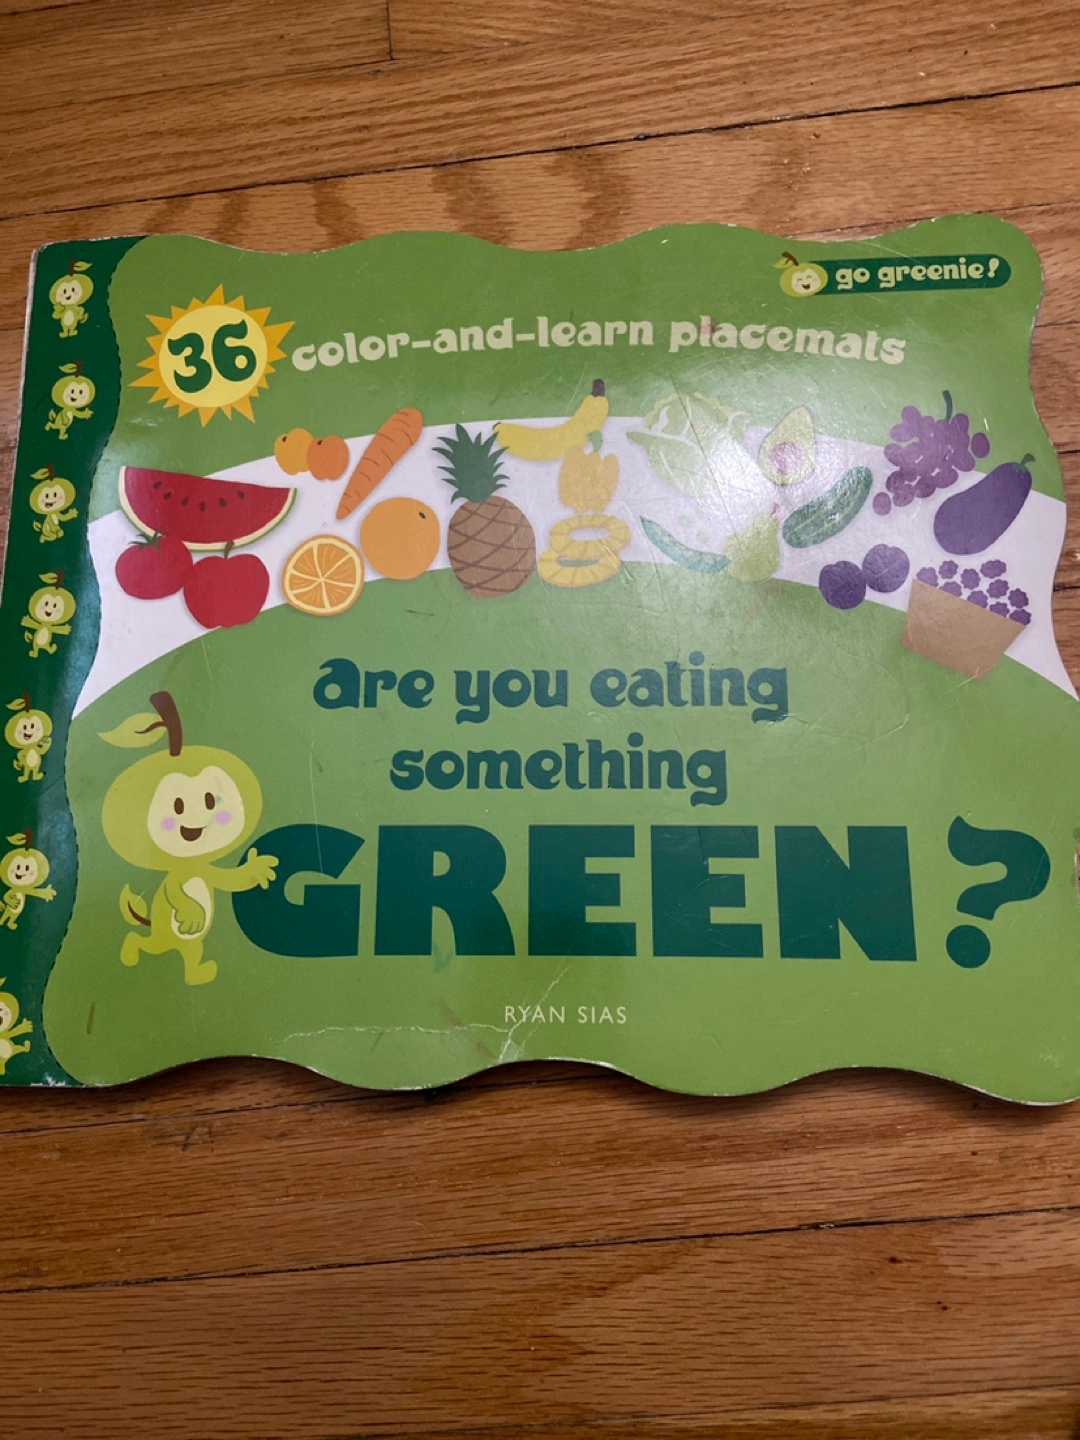 go greenie!
36 color-and-learn placemats
are you eating
something
GREEN?
RYAN SIAS